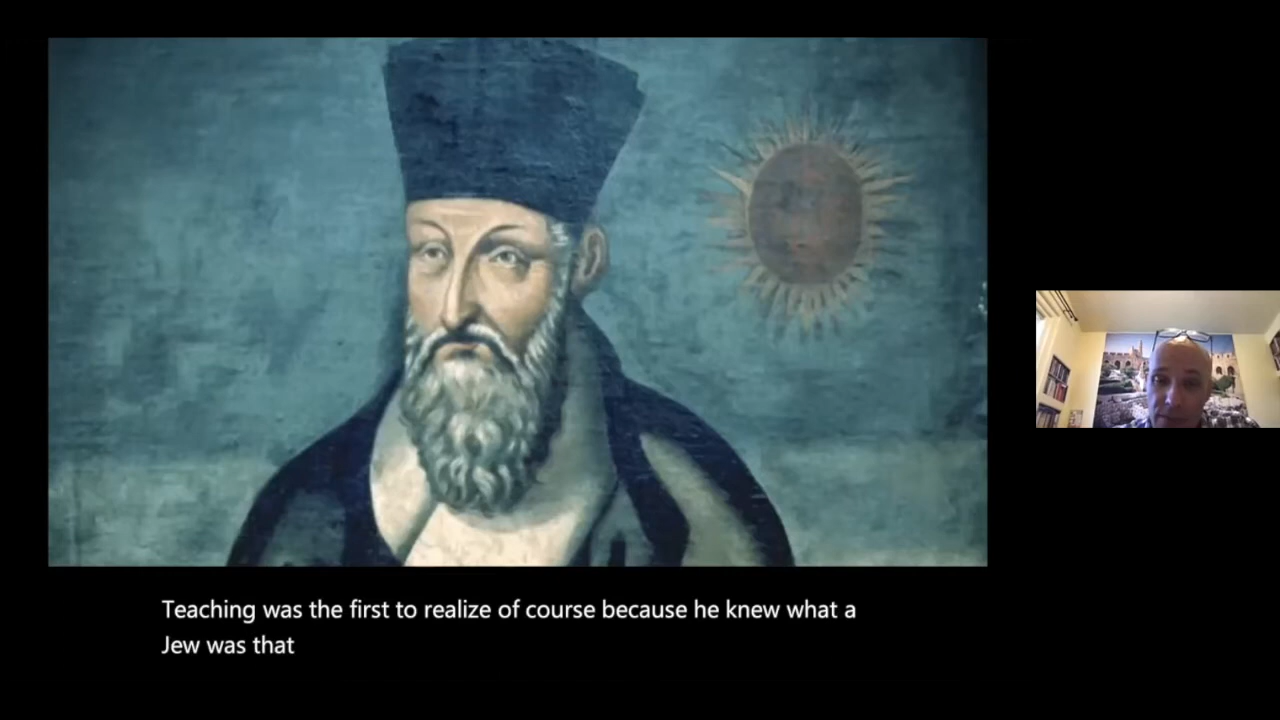 Teaching was the first to realize of course because he knew what a
Jew was that